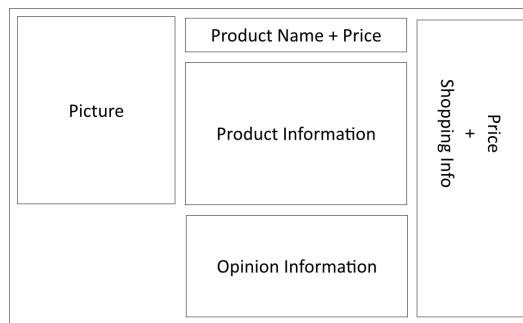 Product Name + Price
Picture
Product Information
Price
+
Shopping Info
Opinion Information